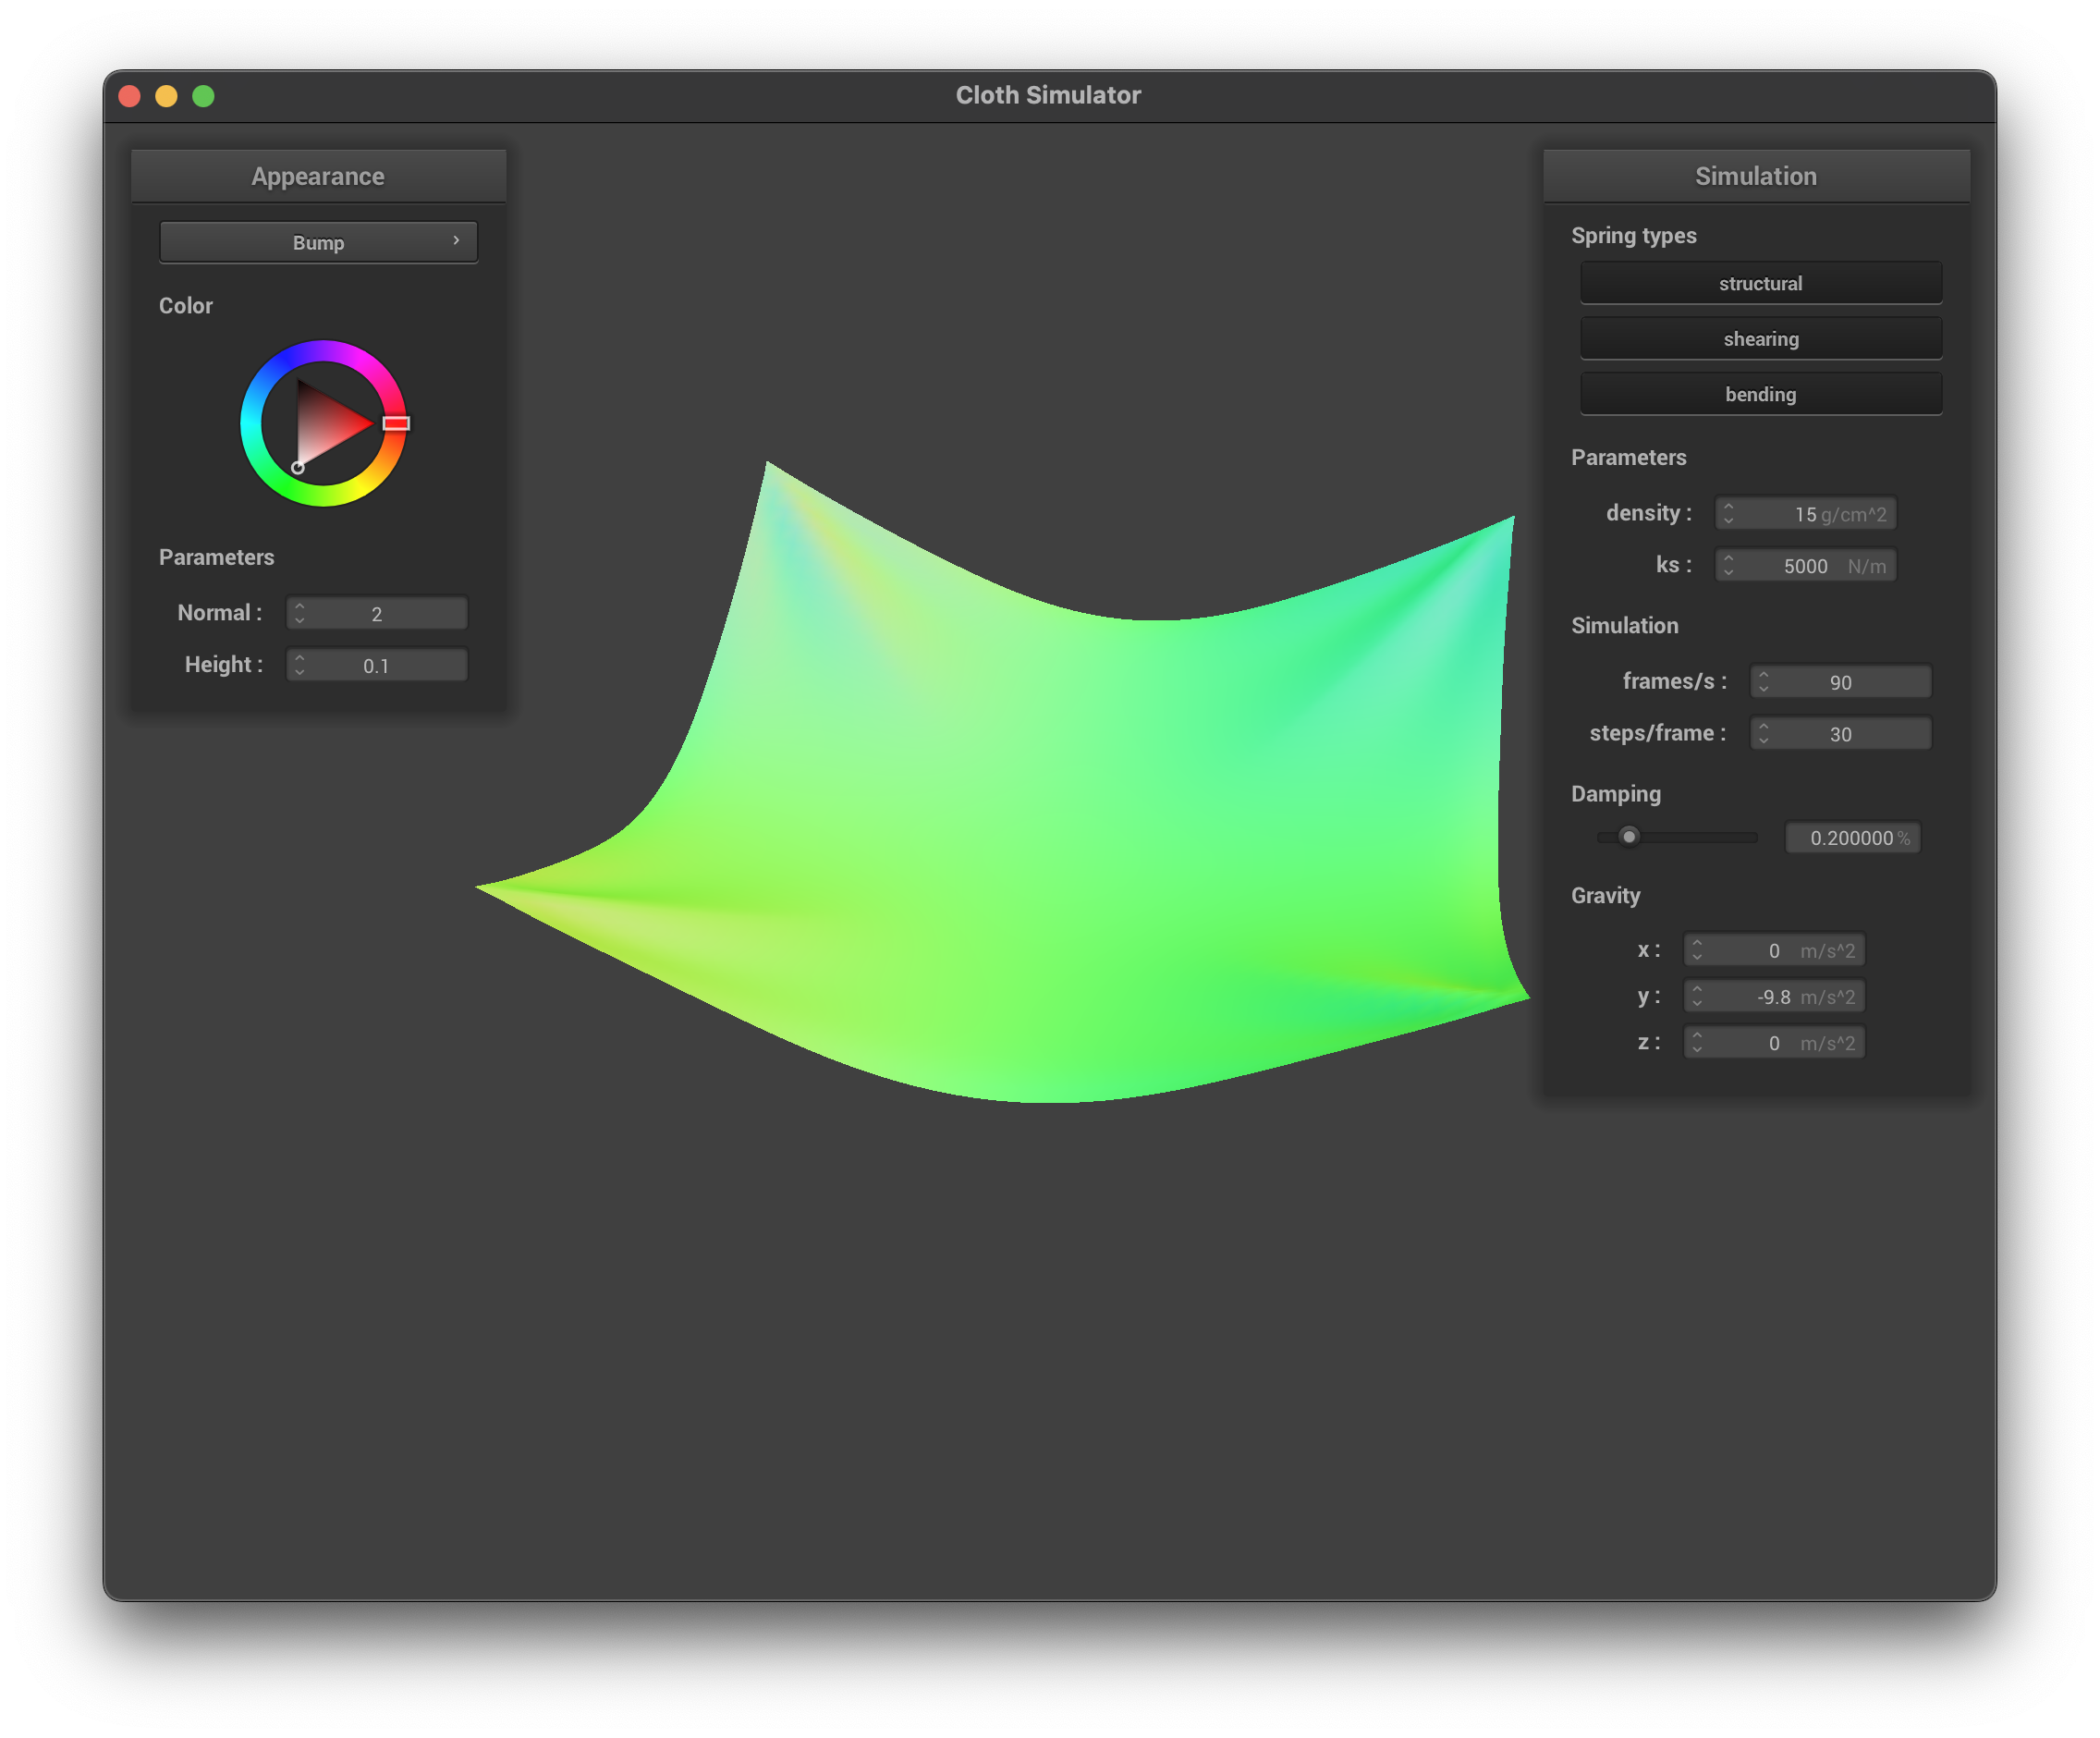 Cloth Simulator
Appearance
Bump
Color
Parameters
Normal : 2
Height : 0.1
Simulation
Spring types
structural
shearing
bending
Parameters
density : 15 g/cm^2
ks : 5000 N/m
Simulation
frames/s : 90
steps/frame : 30
Damping
0.200000 %
Gravity
x : 0 m/s^2
y : -9.8 m/s^2
z : 0 m/s^2